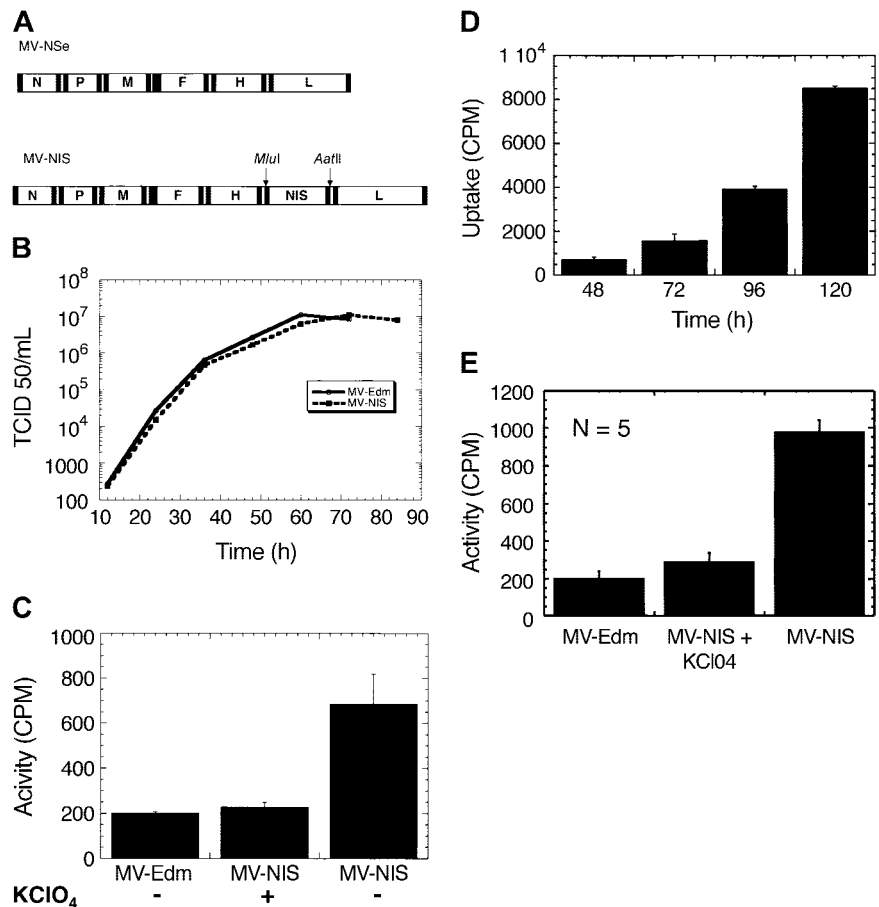 A
MV-NSe
N P M F H L
MV-NIS
MluI AatII
N P M F H NIS L
B
TCID 50/mL
10^8
10^7
10^6
10^5
10^4
1000
100
MV-Edm
MV-NIS
10 20 30 40 50 60 70 80 90
Time (h)
C
Acivity (CPM)
1000
800
600
400
200
0
MV-Edm MV-NIS MV-NIS
KClO₄ - + -
D
Uptake (CPM)
1 10^4
8000
6000
4000
2000
0
48 72 96 120
Time (h)
E
Activity (CPM)
1200
1000
800
600
400
200
0
N = 5
MV-Edm MV-NIS + MV-NIS
KCl04